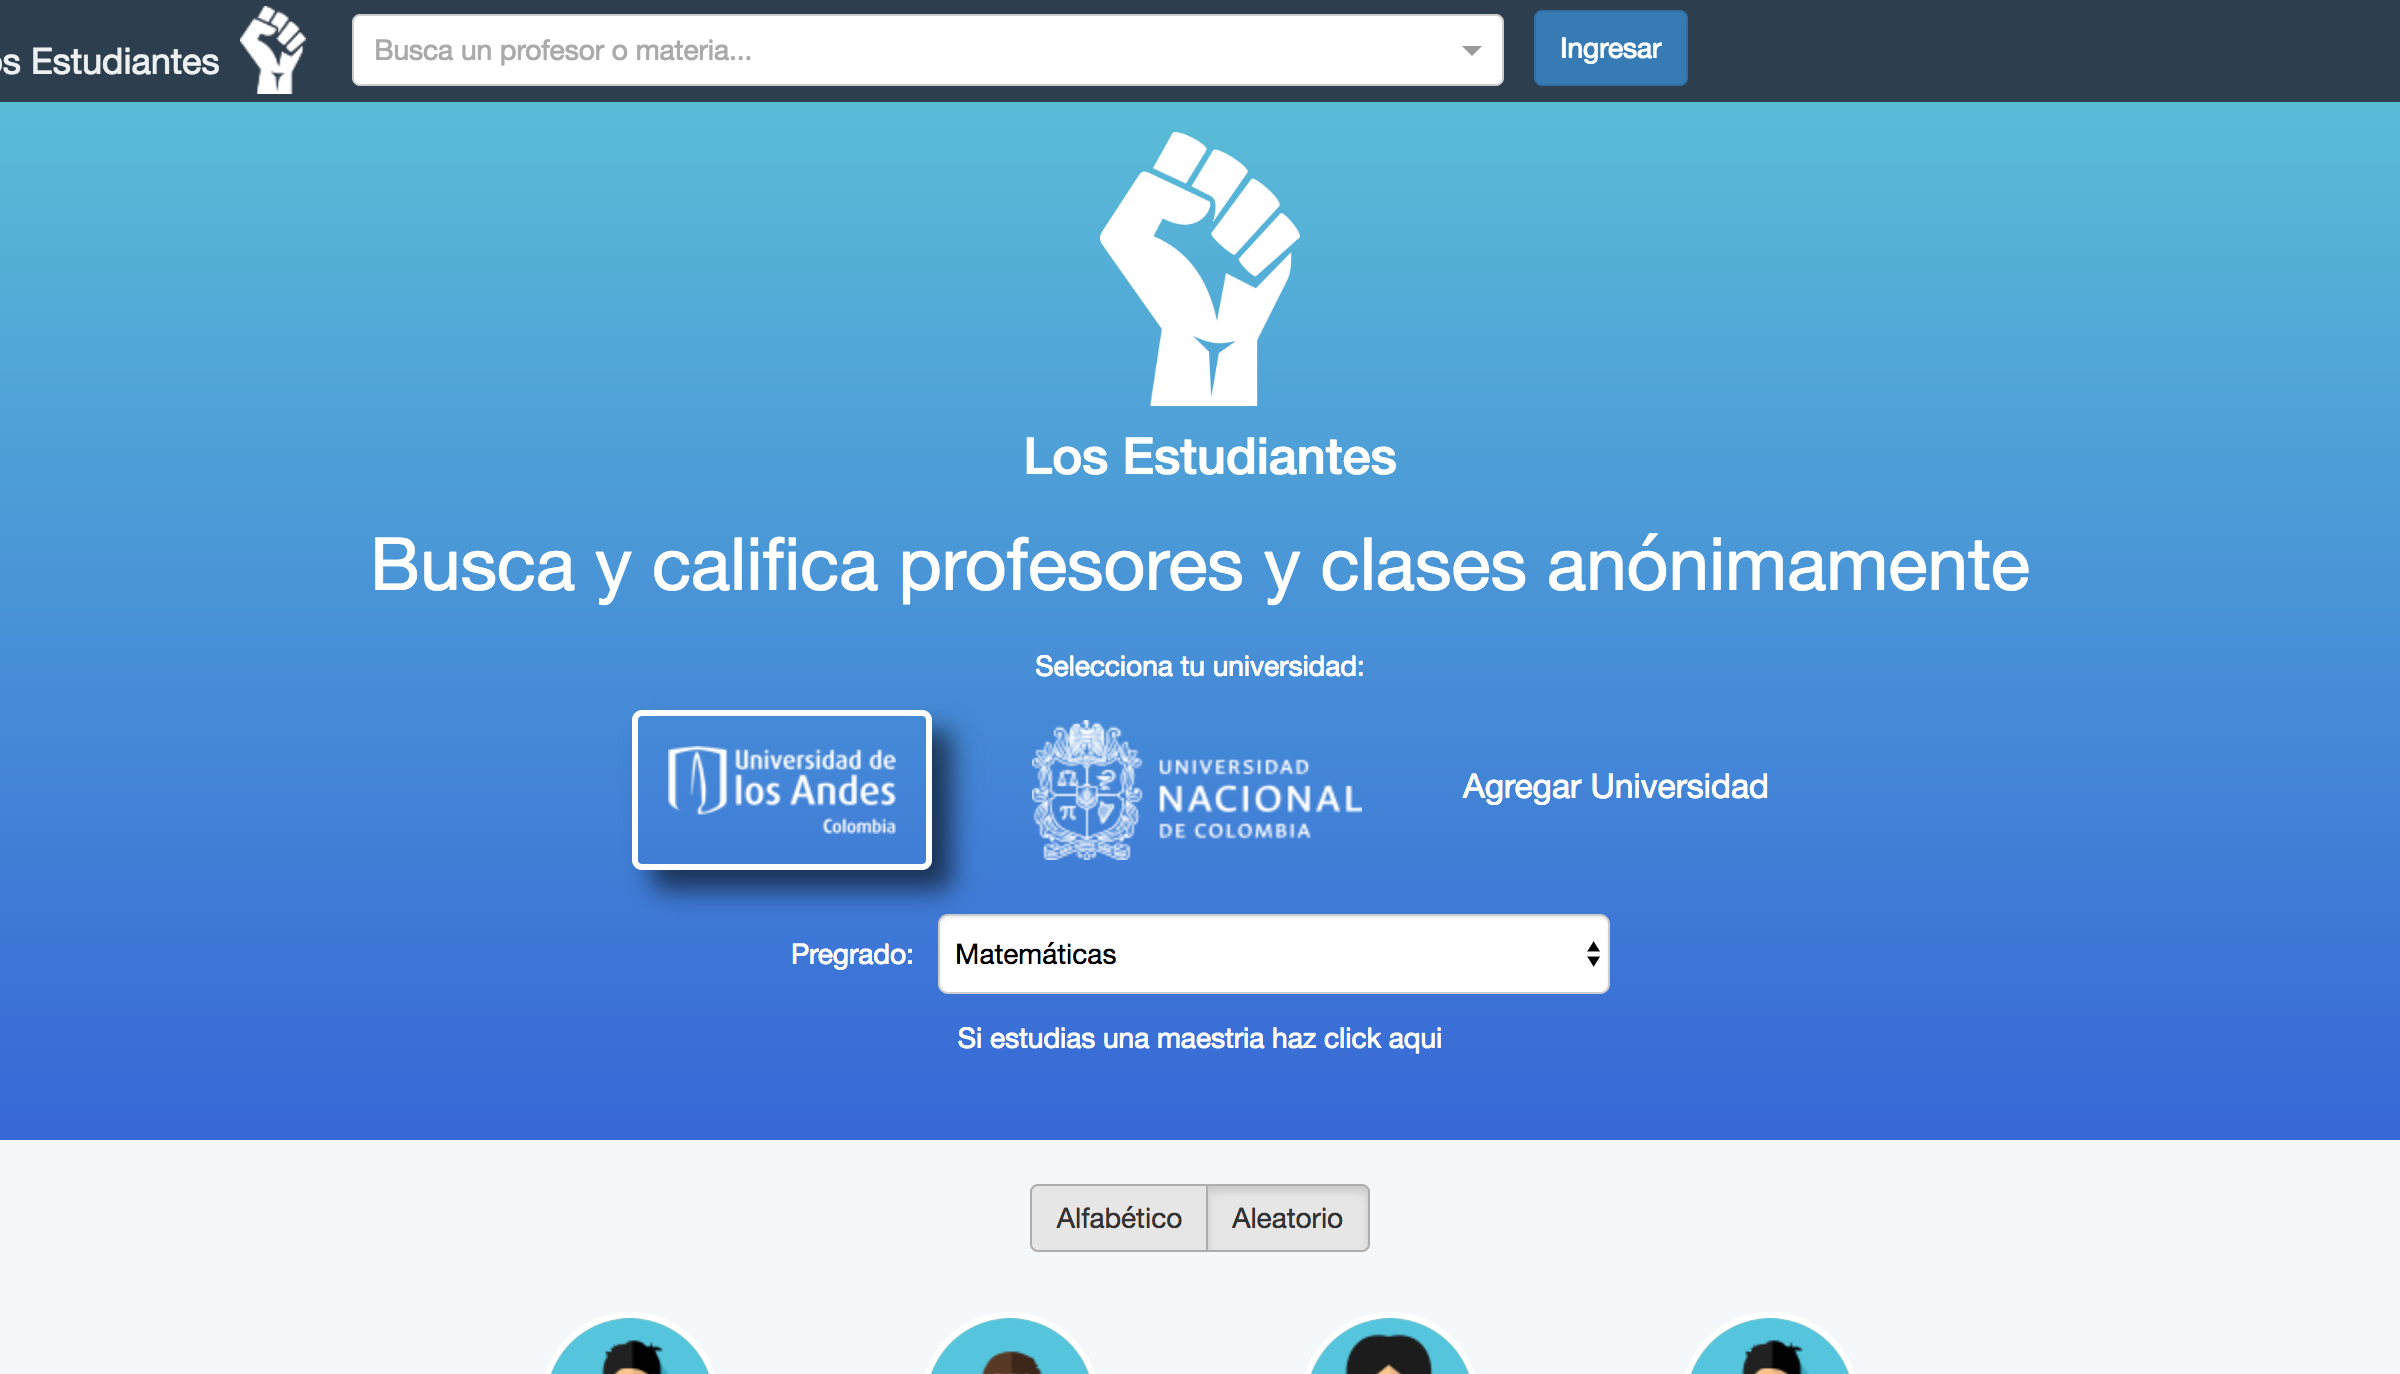 os Estudiantes
Busca un profesor o materia...
Ingresar
Los Estudiantes
Busca y califica profesores y clases anónimamente
Selecciona tu universidad:
Universidad de
los Andes
Colombia
UNIVERSIDAD
NACIONAL
DE COLOMBIA
Agregar Universidad
Pregrado:
Matemáticas
Si estudias una maestria haz click aqui
Alfabético
Aleatorio